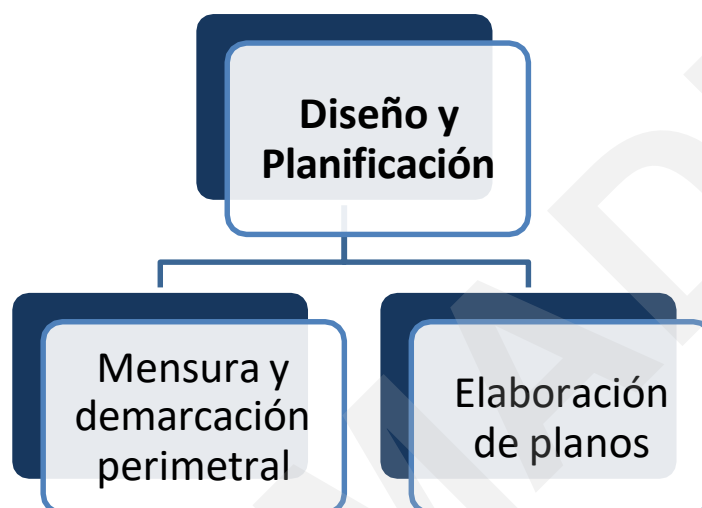 Diseño y
Planificación
Mensura y
demarcación
perimetral
Elaboración
de planos